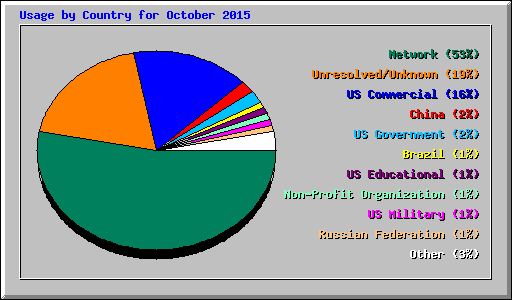 Usage by Country for October 2015
Network (53%)
Unresolved/Unknown (19%)
US Commercial (16%)
China (2%)
US Government (2%)
Brazil (1%)
US Educational (1%)
Non-Profit Organization (1%)
US Military (1%)
Russian Federation (1%)
Other (3%)